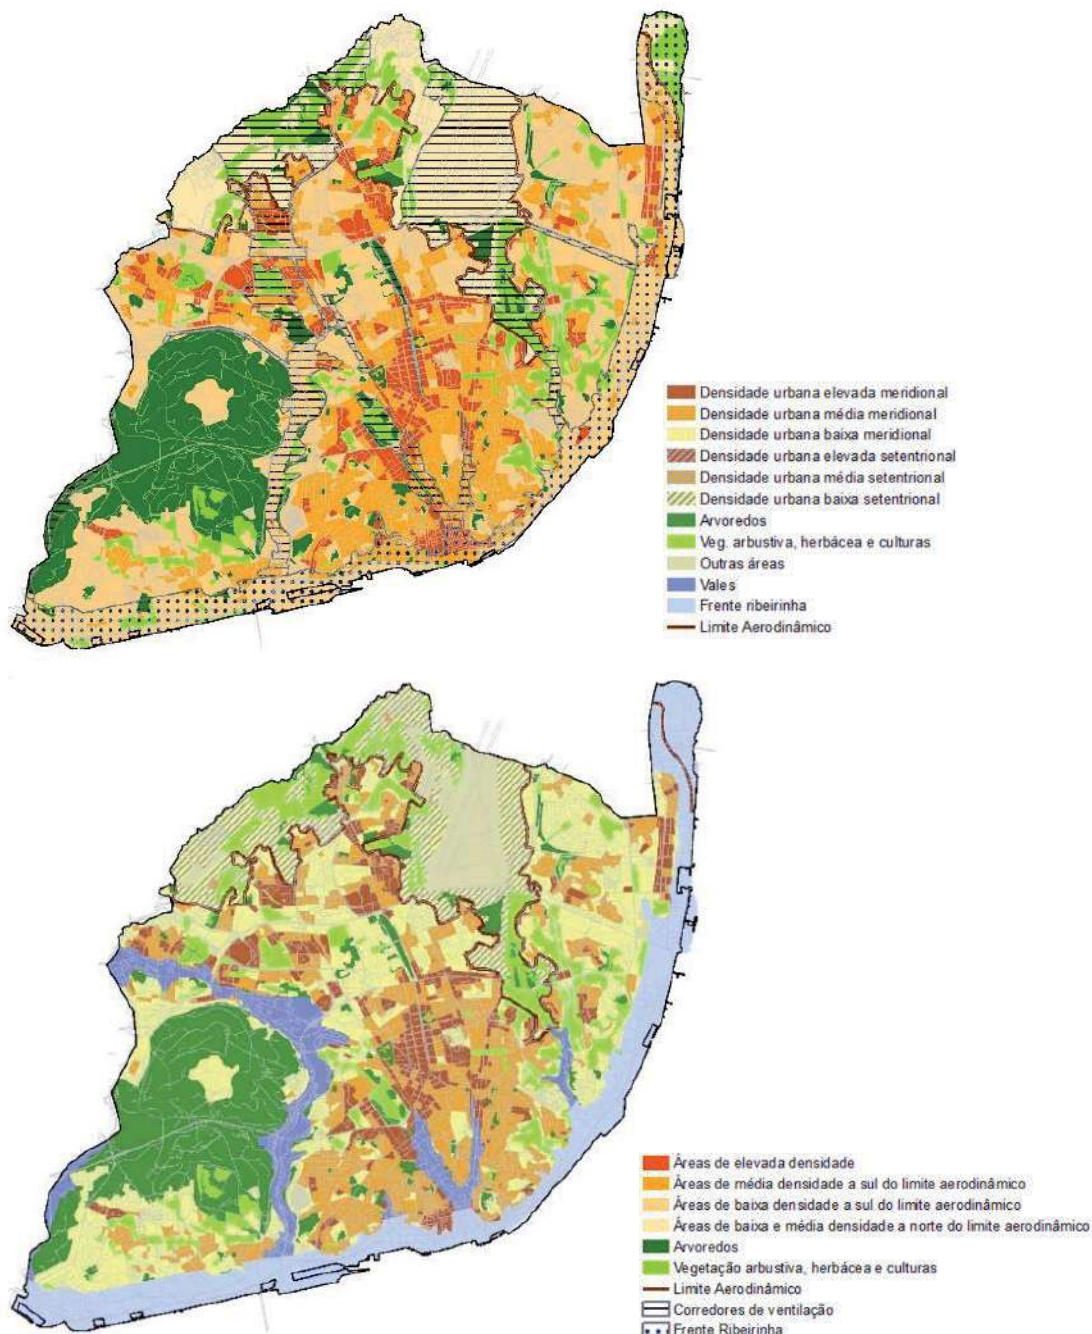 Densidade urbana elevada meridional
Densidade urbana média meridional
Densidade urbana baixa meridional
Densidade urbana elevada setentrional
Densidade urbana média setentrional
Densidade urbana baixa setentrional
Arvoredos
Veg. arbustiva, herbácea e culturas
Outras áreas
Vales
Frente ribeirinha
Limite Aerodinâmico
Áreas de elevada densidade
Áreas de média densidade a sul do limite aerodinâmico
Áreas de baixa densidade a sul do limite aerodinâmico
Áreas de baixa e média densidade a norte do limite aerodinâmico
Arvoredos
Vegetação arbustiva, herbácea e culturas
Limite Aerodinâmico
Corredores de ventilação
Frente Ribeirinha